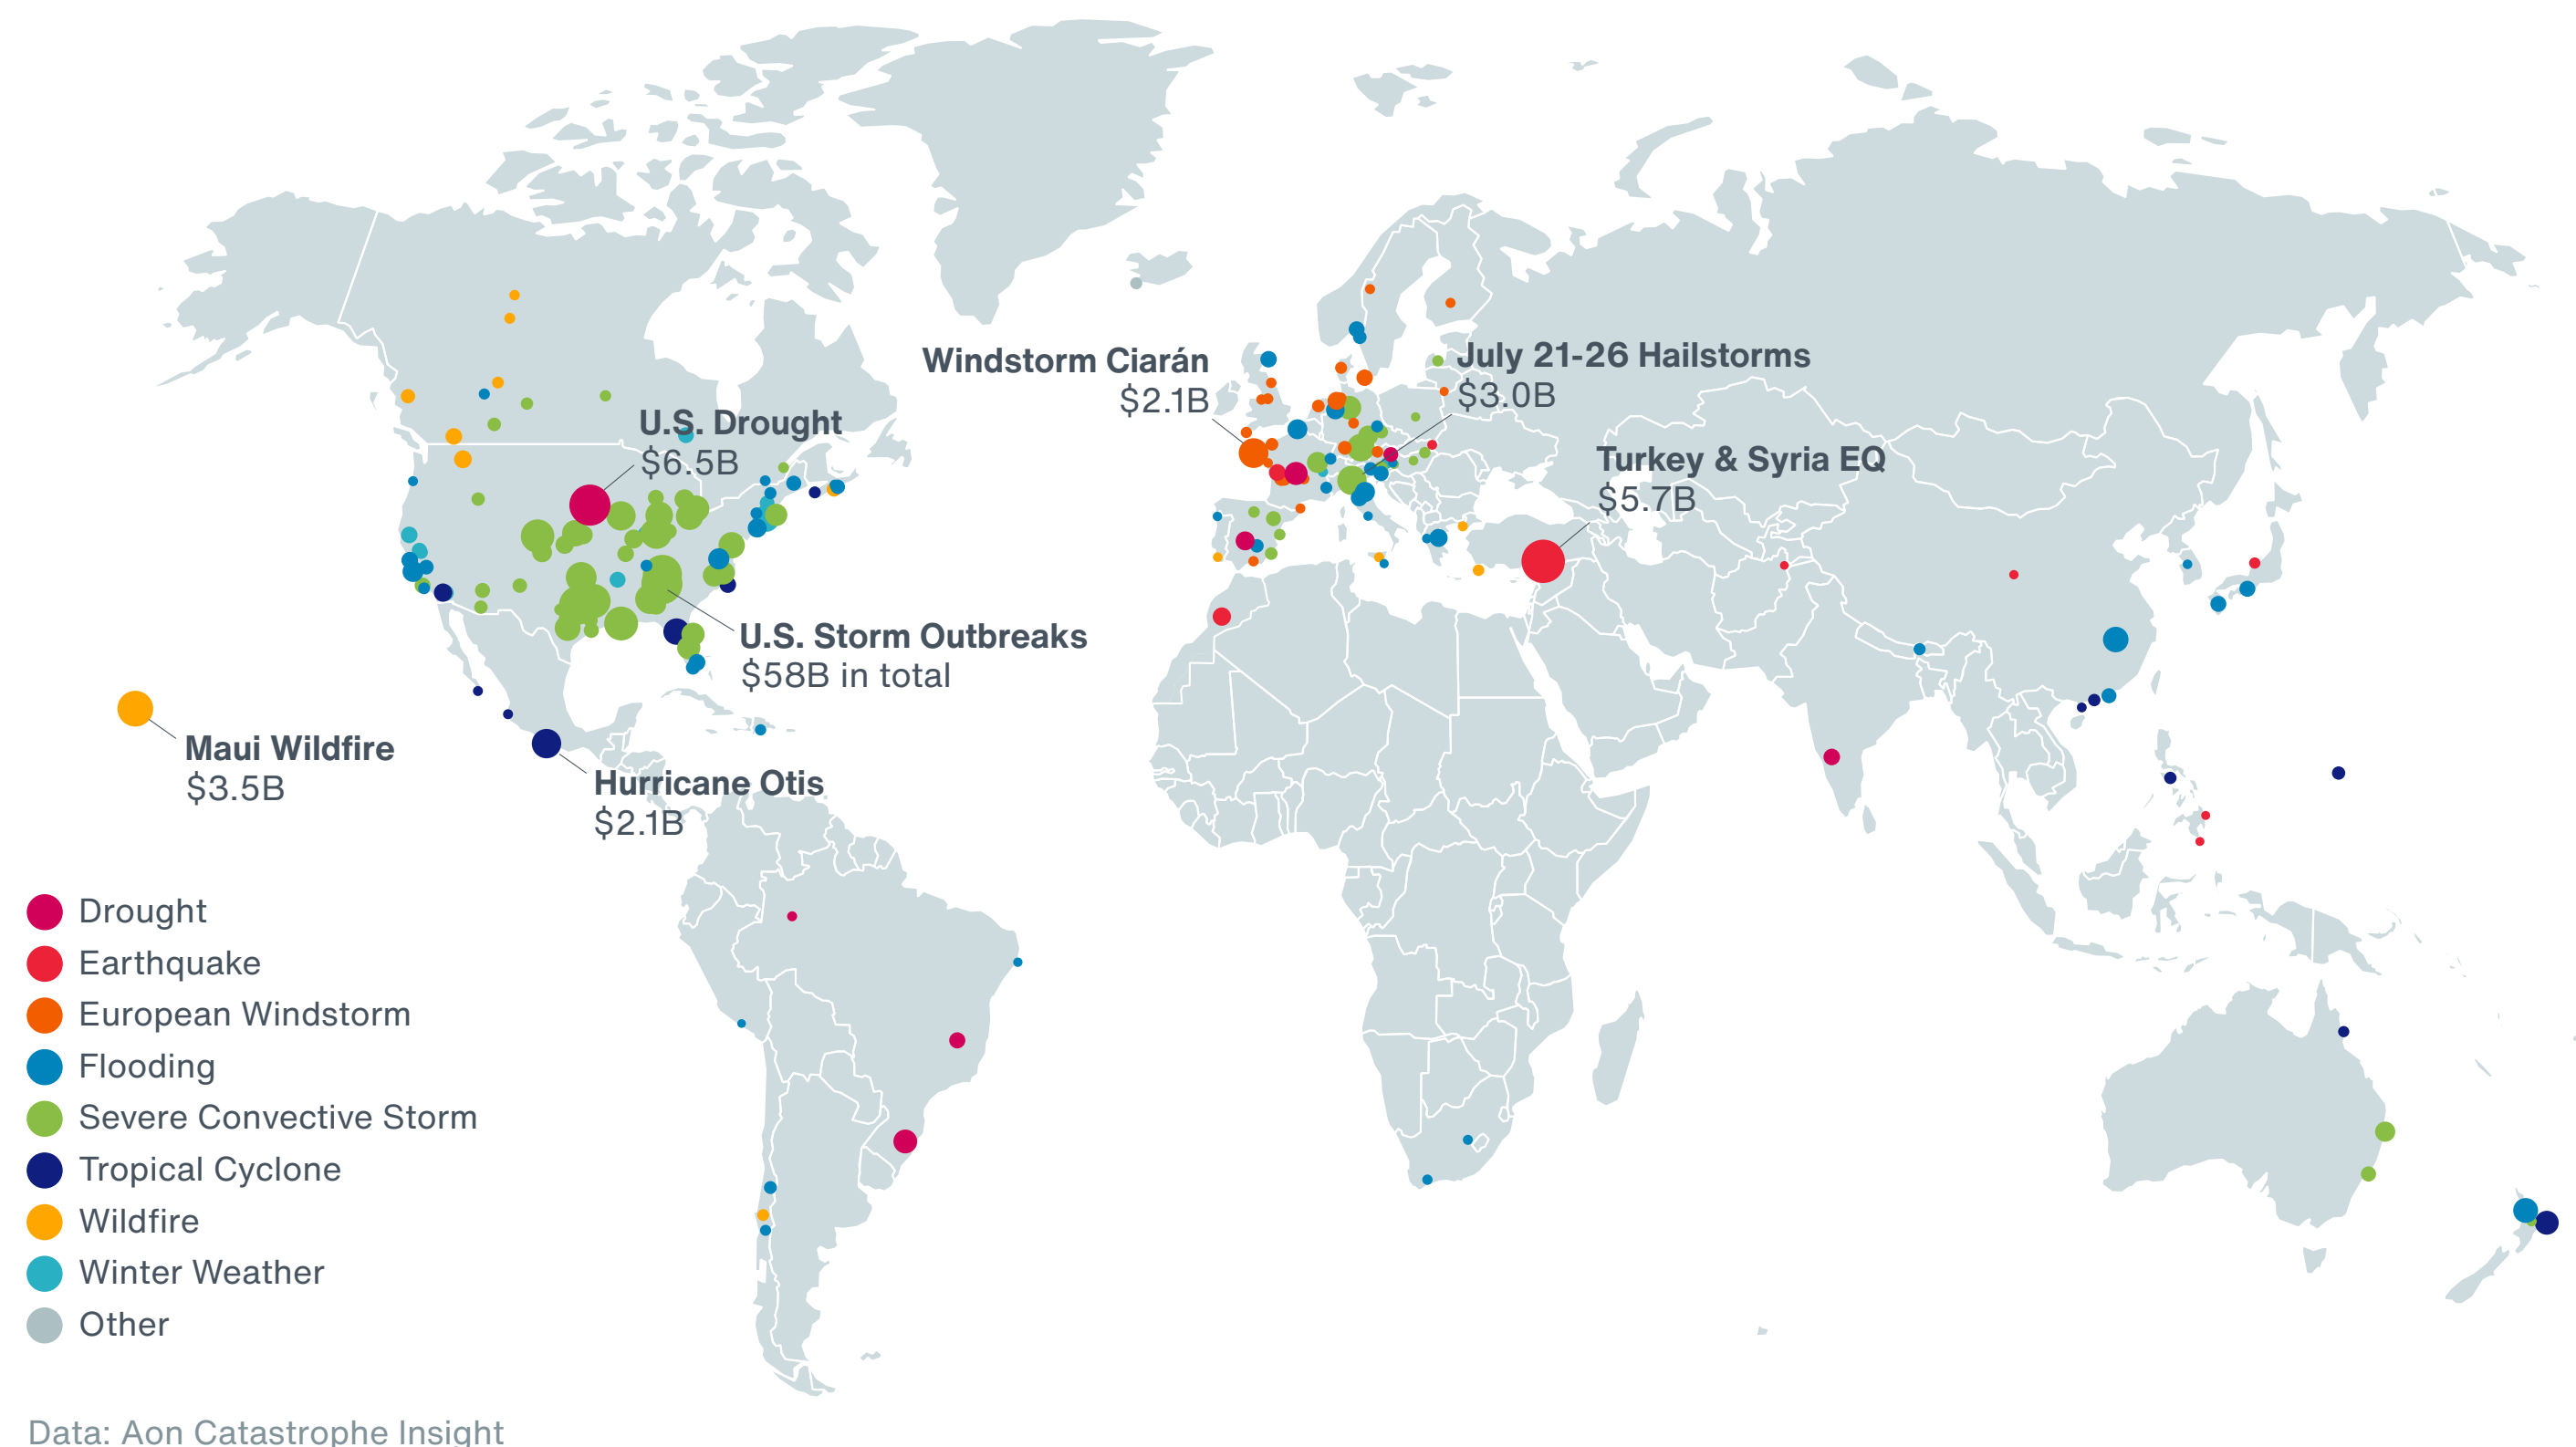 Windstorm Ciarán
$2.1B
July 21-26 Hailstorms
$3.0B
U.S. Drought
$6.5B
Turkey & Syria EQ
$5.7B
U.S. Storm Outbreaks
$58B in total
Maui Wildfire
$3.5B
Hurricane Otis
$2.1B
Drought
Earthquake
European Windstorm
Flooding
Severe Convective Storm
Tropical Cyclone
Wildfire
Winter Weather
Other
Data: Aon Catastrophe Insight